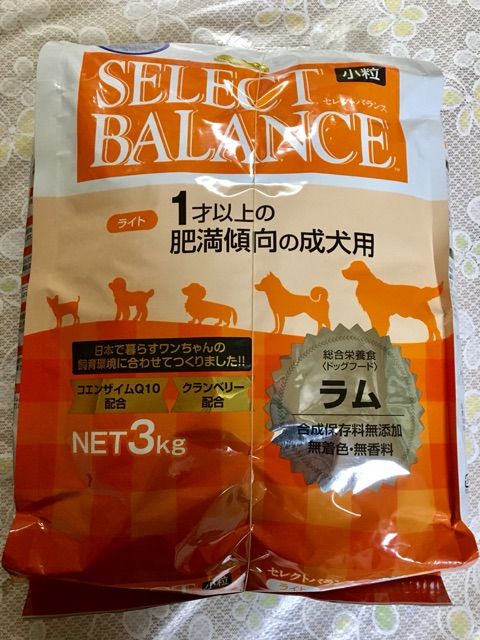 小粒
SELECT
セレクトバランス
BALANCE
ライト
1才以上の
肥満傾向の成犬用
日本で暮らすワンちゃんの
飼育環境に合わせてつくりました!!
コエンザイムQ10
配合
クランベリー
配合
NET3kg
総合栄養食
〈ドッグフード〉
ラム
合成保存料無添加
無着色・無香料
小粒
セレクトバラン
ライト